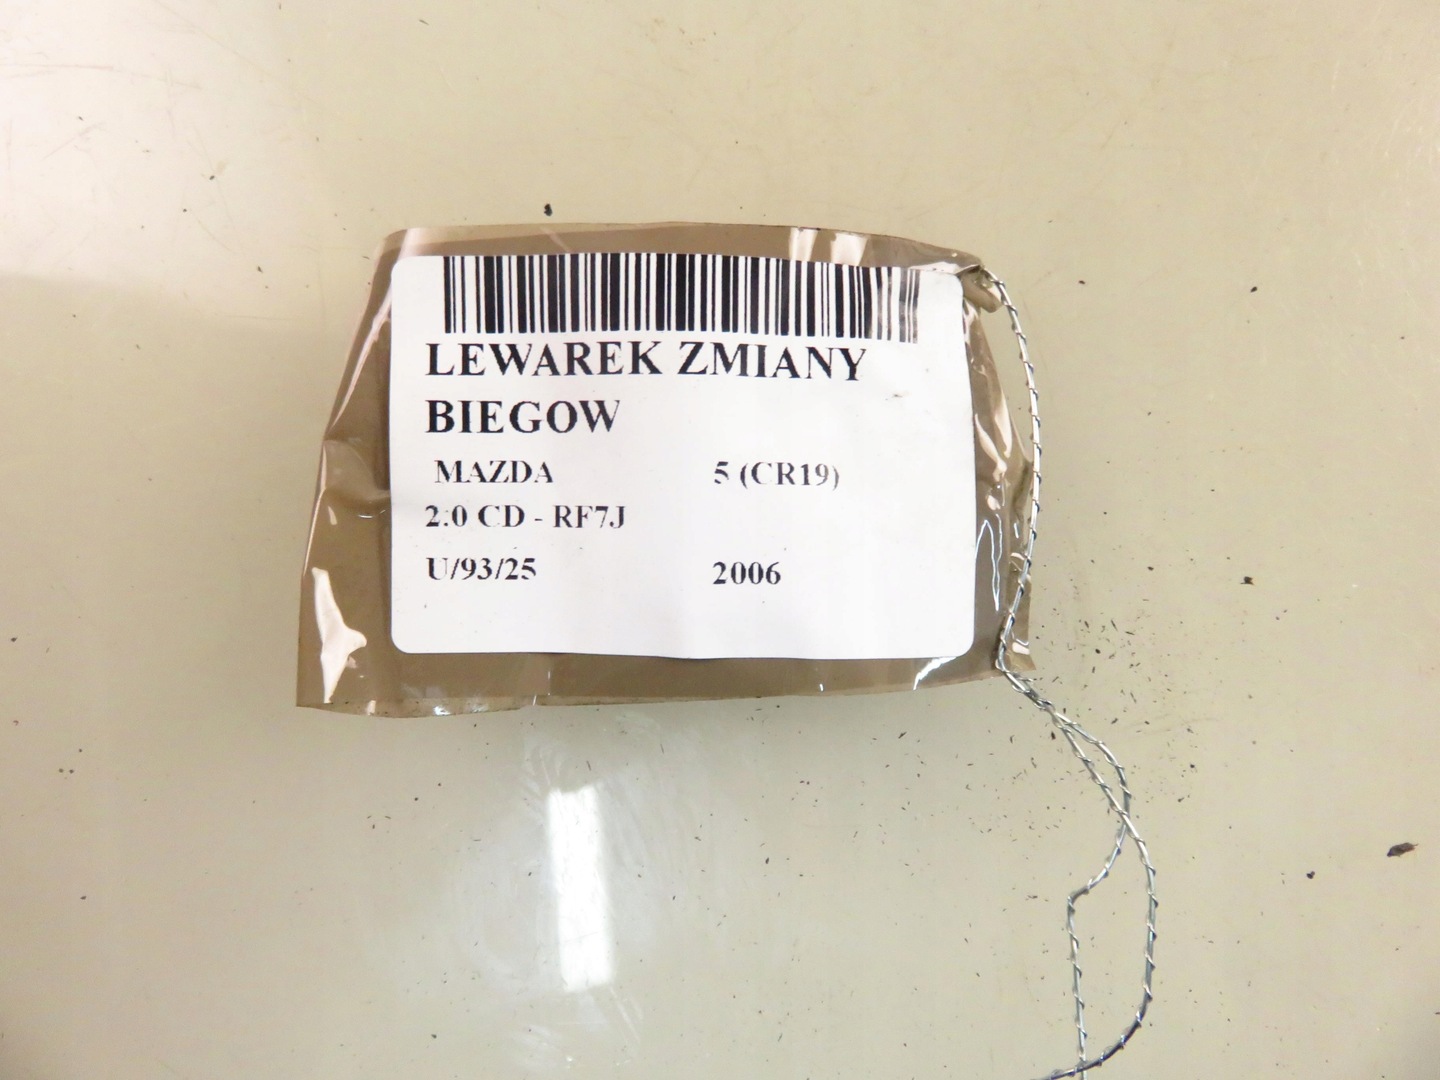 LEWAREK ZMIANY
BIEGOW
MAZDA 5 (CR19)
2.0 CD - RF7J
U/93/25 2006